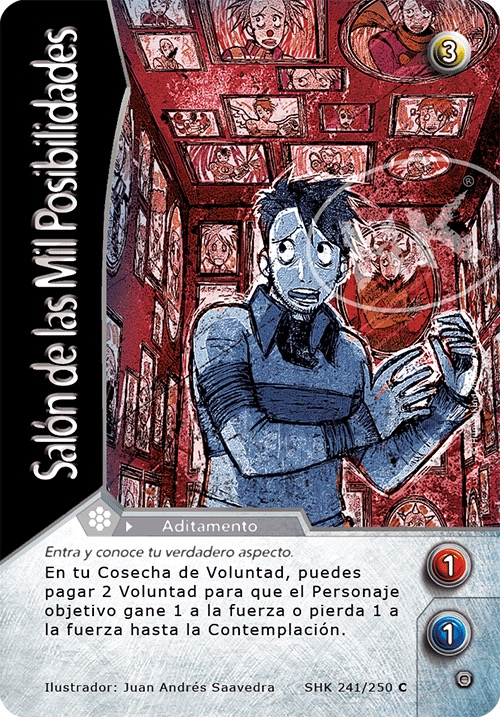 3
Salón de las Mil Posibilidades
Aditamento
Entra y conoce tu verdadero aspecto.
En tu Cosecha de Voluntad, puedes
pagar 2 Voluntad para que el Personaje
objetivo gane 1 a la fuerza o pierda 1 a
la fuerza hasta la Contemplación.
1
1
Ilustrador: Juan Andrés Saavedra SHK 241/250 C